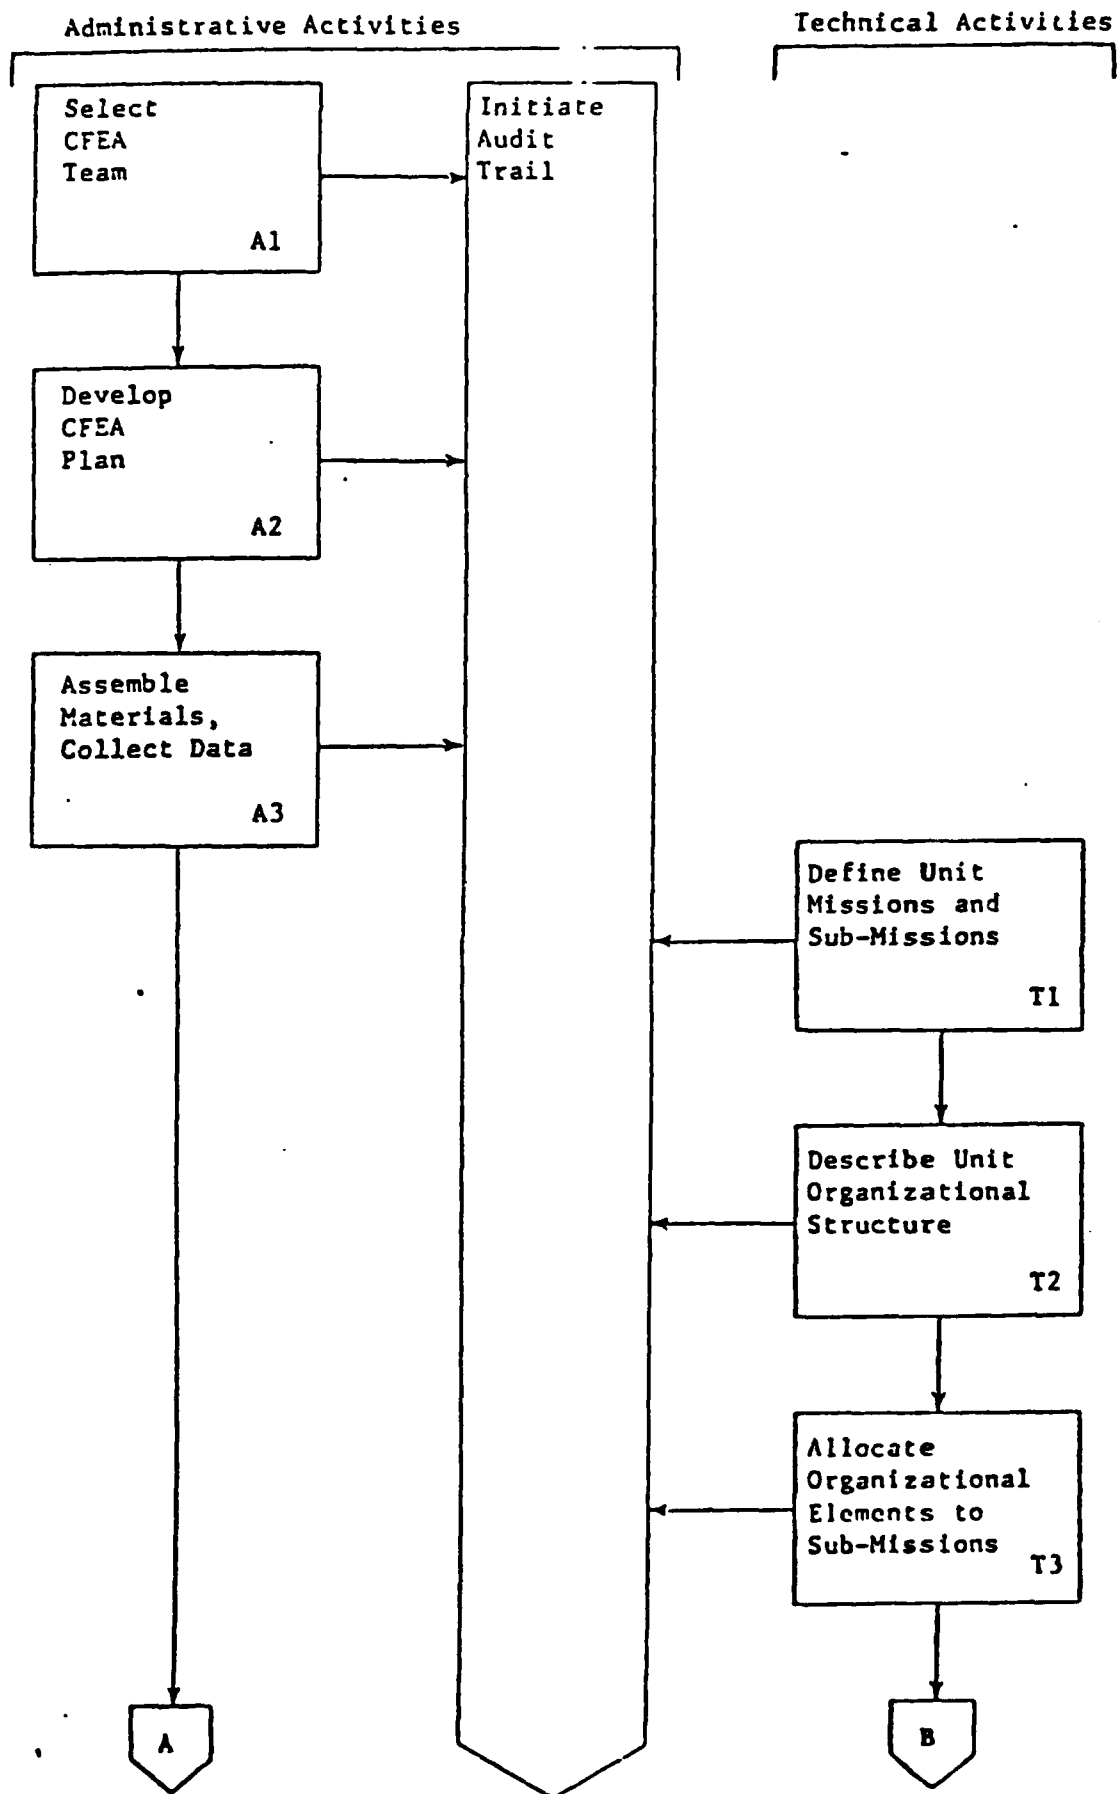 Administrative Activities
Technical Activities
Select
CFEA
Team
A1
Initiate
Audit
Trail
Develop
CFEA
Plan
A2
Assemble
Materials,
Collect Data
A3
Define Unit
Missions and
Sub-Missions
T1
Describe Unit
Organizational
Structure
T2
Allocate
Organizational
Elements to
Sub-Missions
T3
A
B